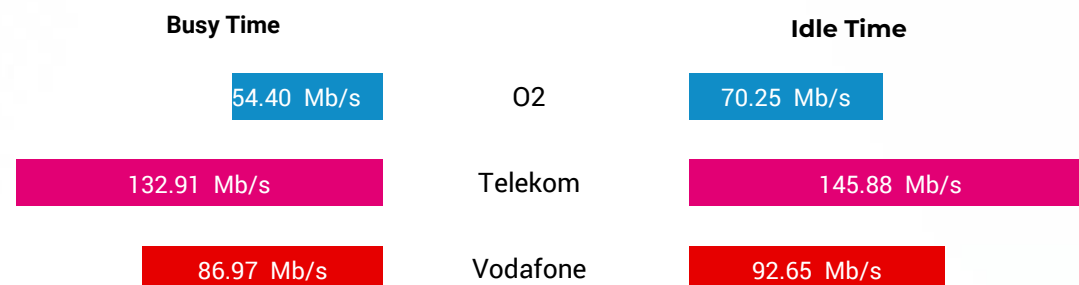 Busy Time Idle Time
54.40 Mb/s O2 70.25 Mb/s
132.91 Mb/s Telekom 145.88 Mb/s
86.97 Mb/s Vodafone 92.65 Mb/s